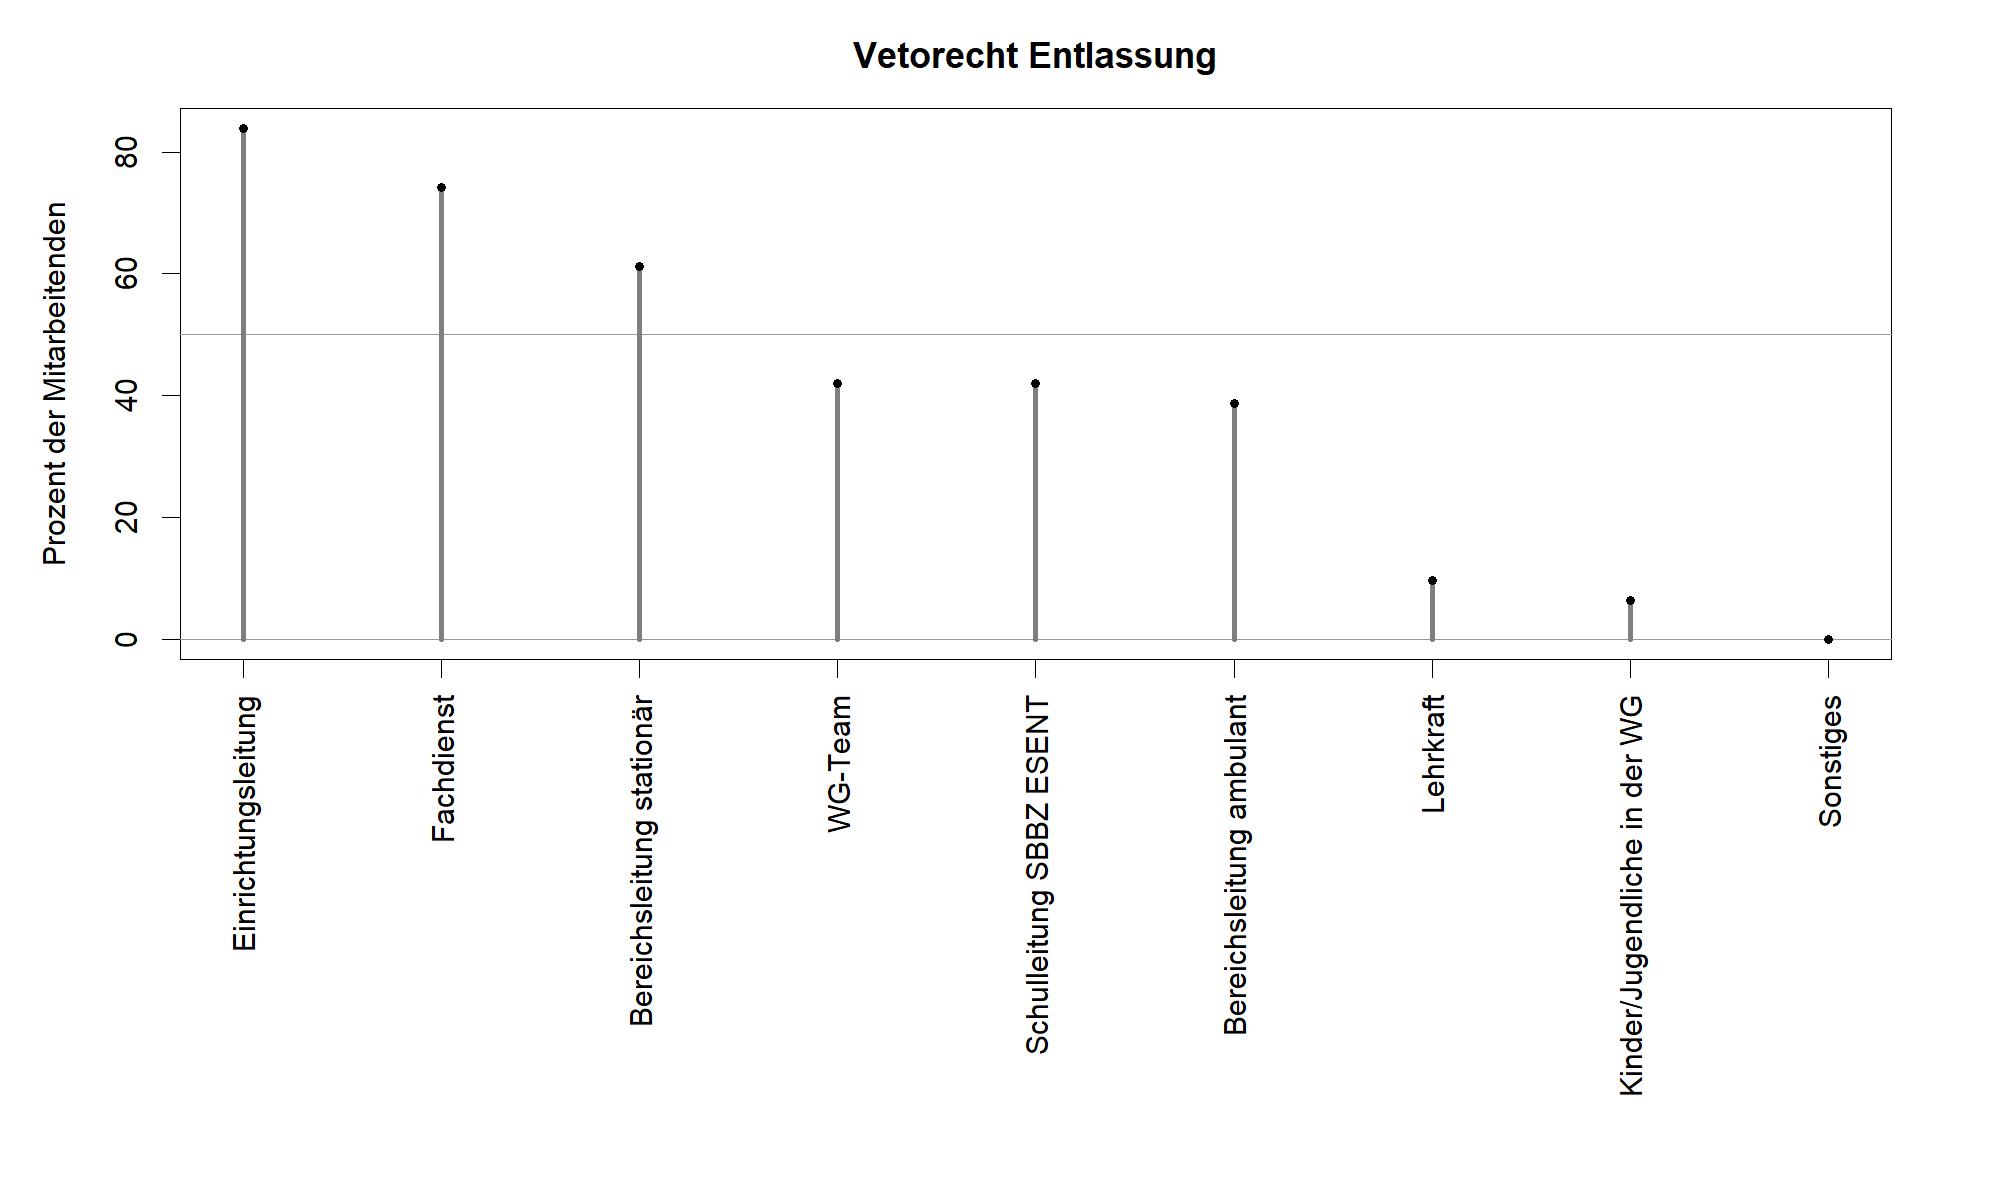 Vetorecht Entlassung
Prozent der Mitarbeitenden
80
60
40
20
0
Einrichtungsleitung
Fachdienst
Bereichsleitung stationär
WG-Team
Schulleitung SBBZ ESENT
Bereichsleitung ambulant
Lehrkraft
Kinder/Jugendliche in der WG
Sonstiges